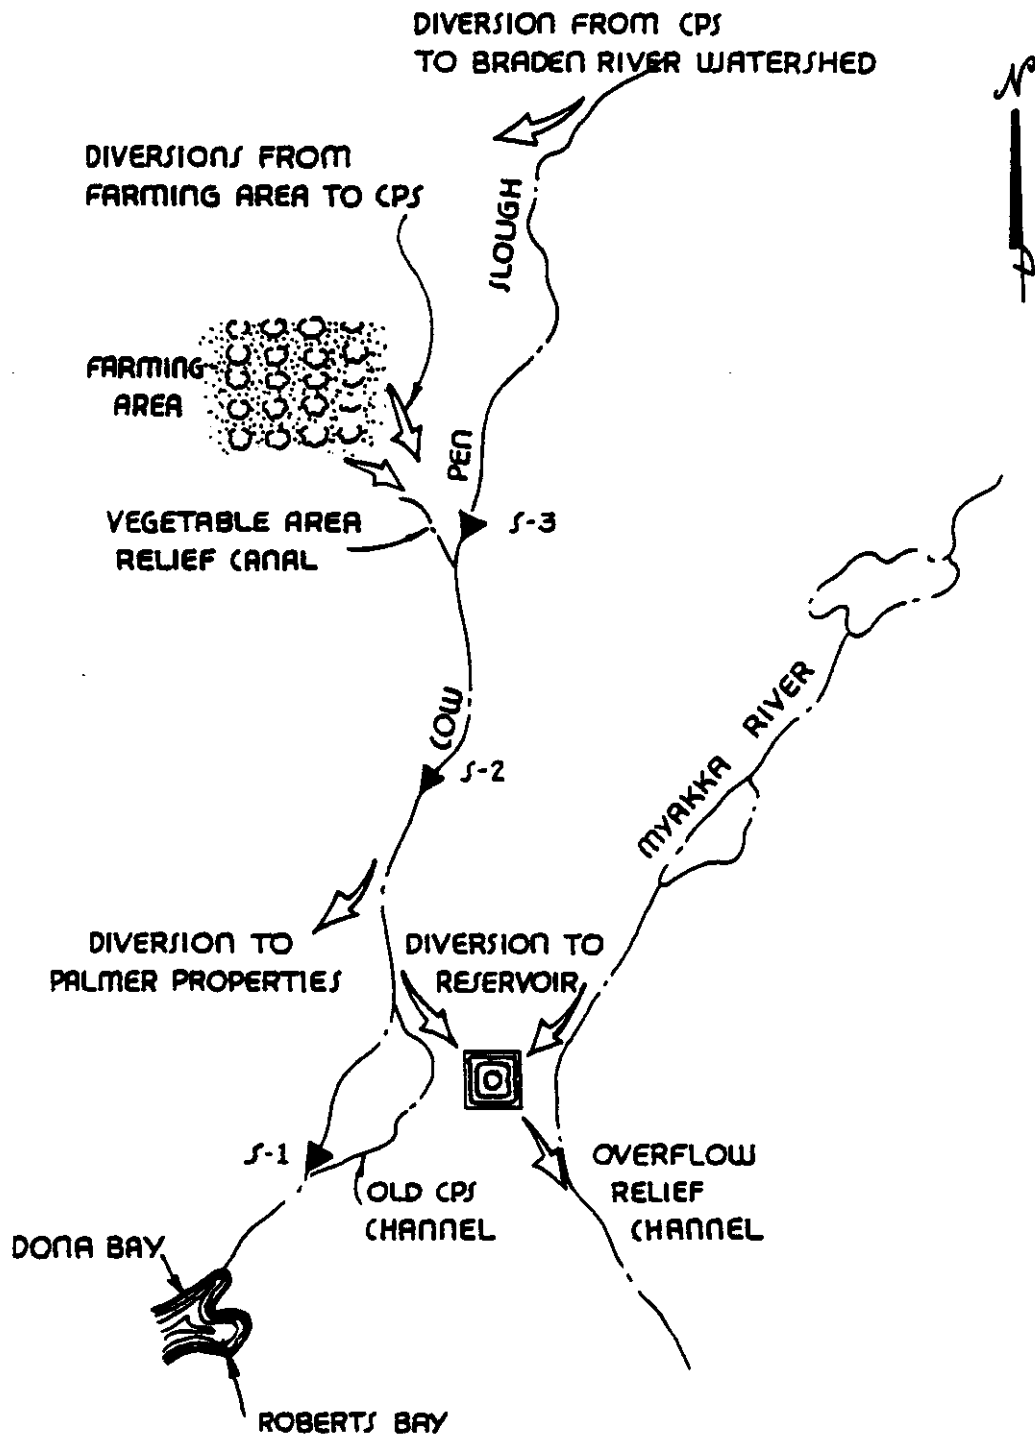 DIVERSION FROM CPS
TO BRADEN RIVER WATERSHED
N
DIVERSIONS FROM
FARMING AREA TO CPS
SLOUGH
FARMING
AREA
PEN
S-3
VEGETABLE AREA
RELIEF CANAL
COW
S-2
MYAKKA RIVER
DIVERSION TO
PALMER PROPERTIES
DIVERSION TO
RESERVOIR
S-1
OLD CPS
CHANNEL
OVERFLOW
RELIEF
CHANNEL
DONA BAY
ROBERTS BAY